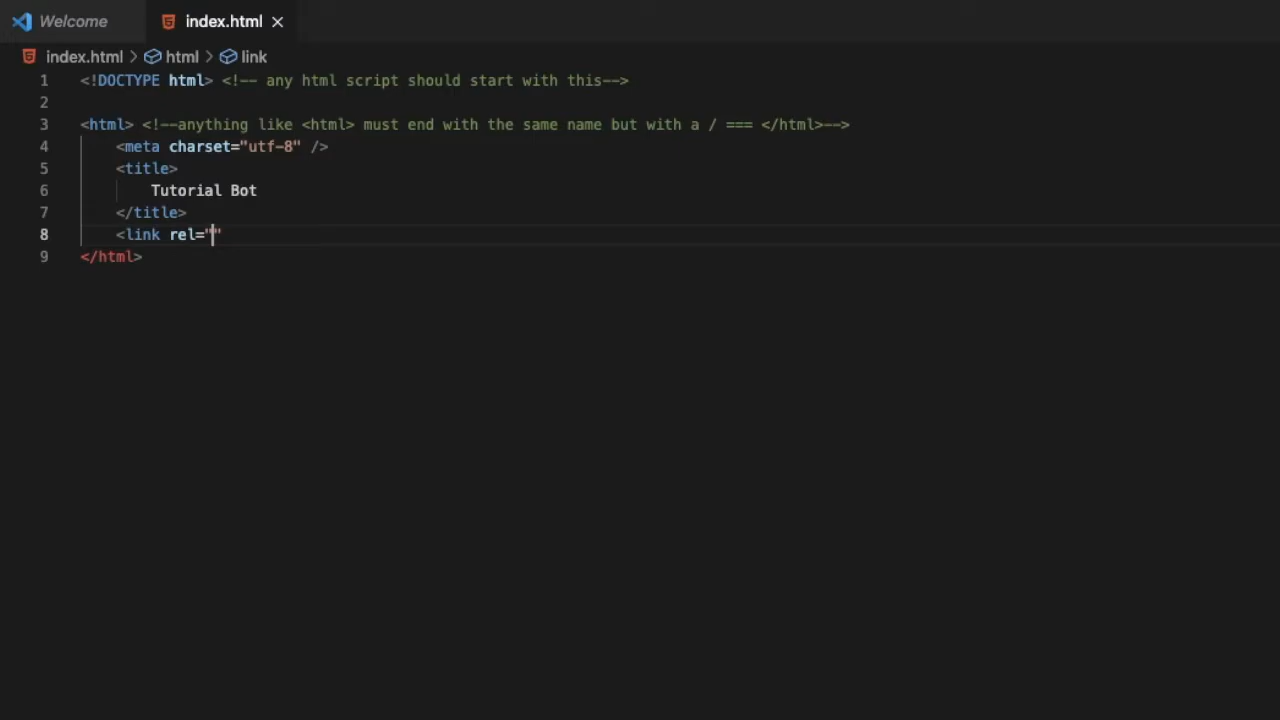 Welcome
index.html
index.html > html > link
1 <!DOCTYPE html> <!-- any html script should start with this-->
2
3 <html> <!--anything like <html> must end with the same name but with a / === </html>-->
4 <meta charset="utf-8" />
5 <title>
6 Tutorial Bot
7 </title>
8 <link rel=""
9 </html>